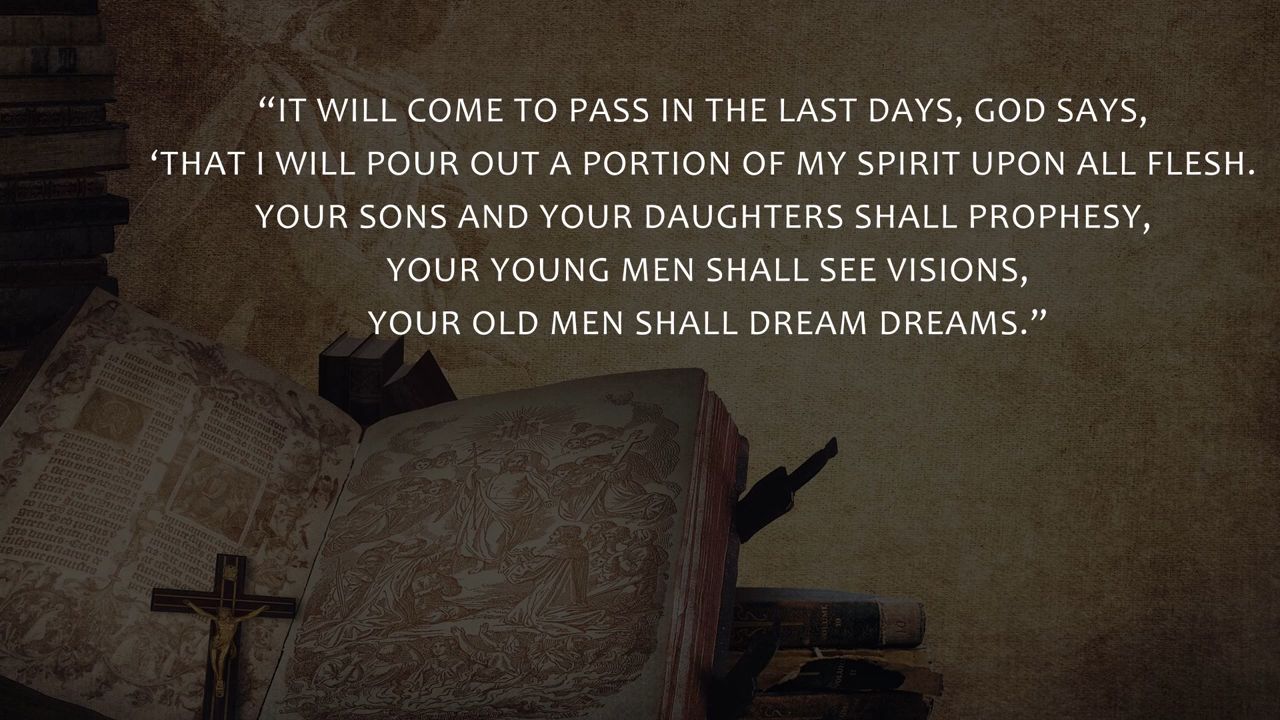 “IT WILL COME TO PASS IN THE LAST DAYS, GOD SAYS,
‘THAT I WILL POUR OUT A PORTION OF MY SPIRIT UPON ALL FLESH.
YOUR SONS AND YOUR DAUGHTERS SHALL PROPHESY,
YOUR YOUNG MEN SHALL SEE VISIONS,
YOUR OLD MEN SHALL DREAM DREAMS.”